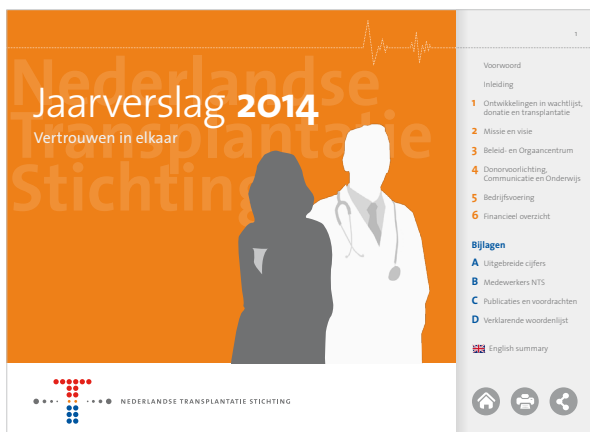 Nederlandse
Transplantatie
Stichting
Jaarverslag 2014
Vertrouwen in elkaar
NEDERLANDSE TRANSPLANTATIE STICHTING
1
Voorwoord
Inleiding
1 Ontwikkelingen in wachtlijst,
donatie en transplantatie
2 Missie en visie
3 Beleid- en Orgaancentrum
4 Donorvoorlichting,
Communicatie en Onderwijs
5 Bedrijfsvoering
6 Financieel overzicht
Bijlagen
A Uitgebreide cijfers
B Medewerkers NTS
C Publicaties en voordrachten
D Verklarende woordenlijst
English summary